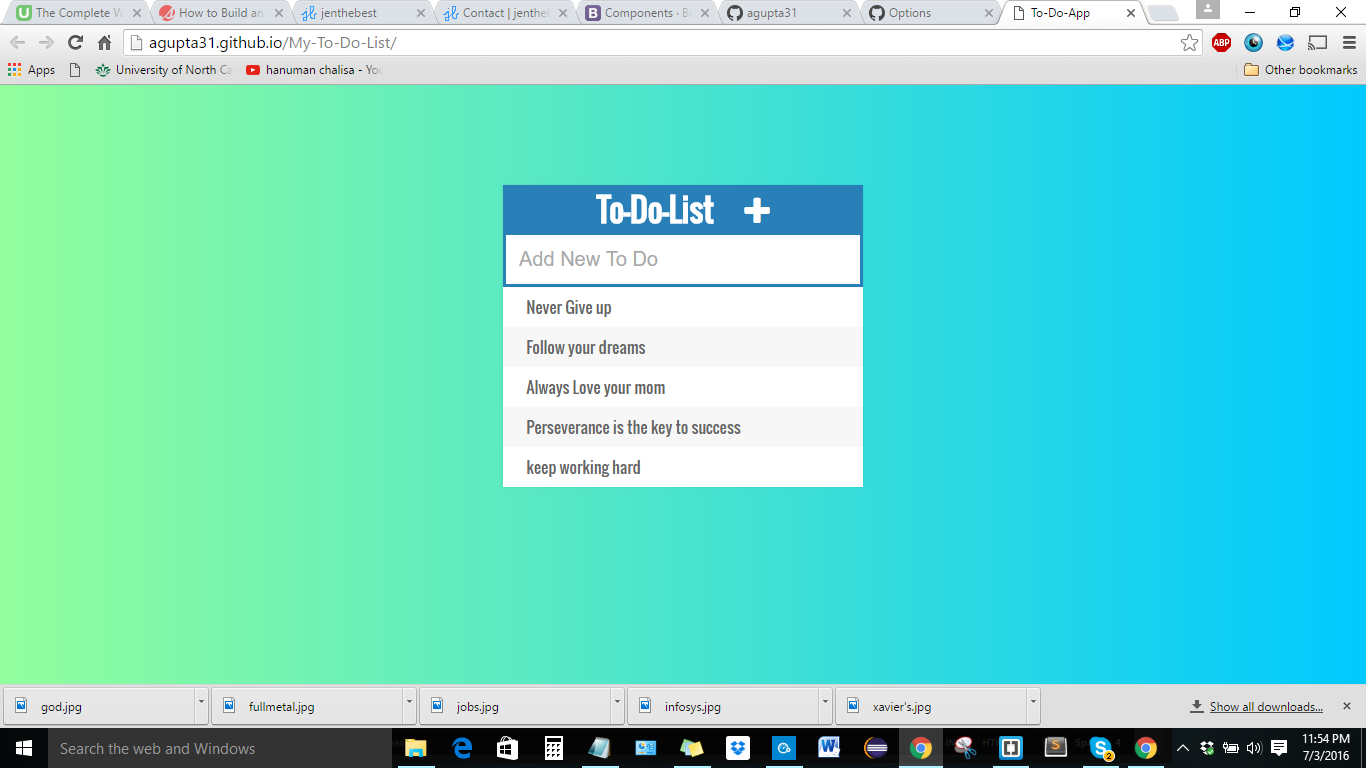 The Complete W
How to Build an
jenthebest
Contact | jenthe
Components · B
agupta31
Options
To-Do-App
agupta31.github.io/My-To-Do-List/
ABP
Apps
University of North Ca
hanuman chalisa - You
Other bookmarks
To-Do-List
Add New To Do
Never Give up
Follow your dreams
Always Love your mom
Perseverance is the key to success
keep working hard
god.jpg
fullmetal.jpg
jobs.jpg
infosys.jpg
xavier's.jpg
Show all downloads...
Search the web and Windows
11:54 PM
7/3/2016